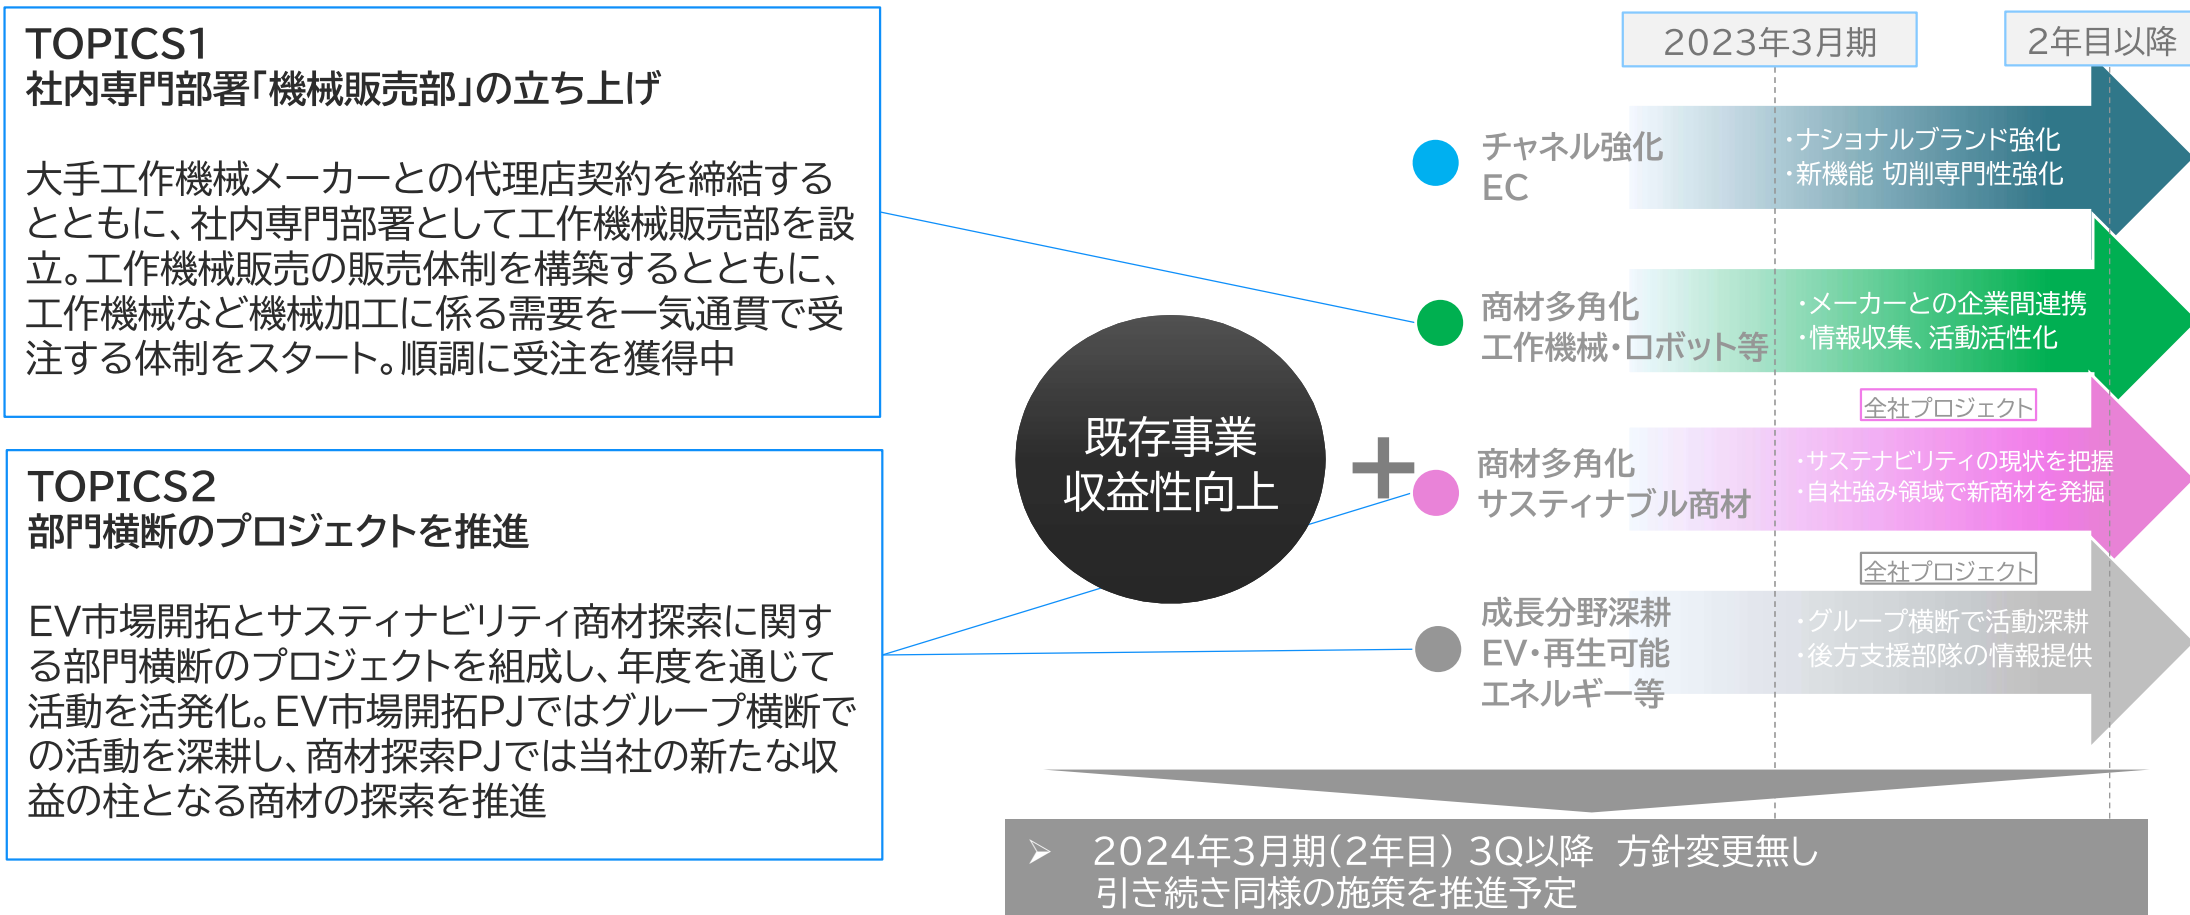 TOPICS1
社内専門部署「機械販売部」の立ち上げ
大手工作機械メーカーとの代理店契約を締結する
とともに、社内専門部署として工作機械販売部を設
立。工作機械販売の販売体制を構築するとともに、
工作機械など機械加工に係る需要を一気通貫で受
注する体制をスタート。順調に受注を獲得中
TOPICS2
部門横断のプロジェクトを推進
EV市場開拓とサスティナビリティ商材探索に関す
る部門横断のプロジェクトを組成し、年度を通じて
活動を活発化。EV市場開拓PJではグループ横断で
の活動を深耕し、商材探索PJでは当社の新たな収
益の柱となる商材の探索を推進
既存事業
収益性向上
+
2023年3月期
2年目以降
チャネル強化
EC
・ナショナルブランド強化
・新機能 切削専門性強化
商材多角化
工作機械・ロボット等
・メーカーとの企業間連携
・情報収集、活動活性化
全社プロジェクト
商材多角化
サスティナブル商材
・サステナビリティの現状を把握
・自社強み領域で新商材を発掘
全社プロジェクト
成長分野深耕
EV・再生可能
エネルギー等
・グループ横断で活動深耕
・後方支援部隊の情報提供
➢ 2024年3月期(2年目) 3Q以降 方針変更無し
引き続き同様の施策を推進予定